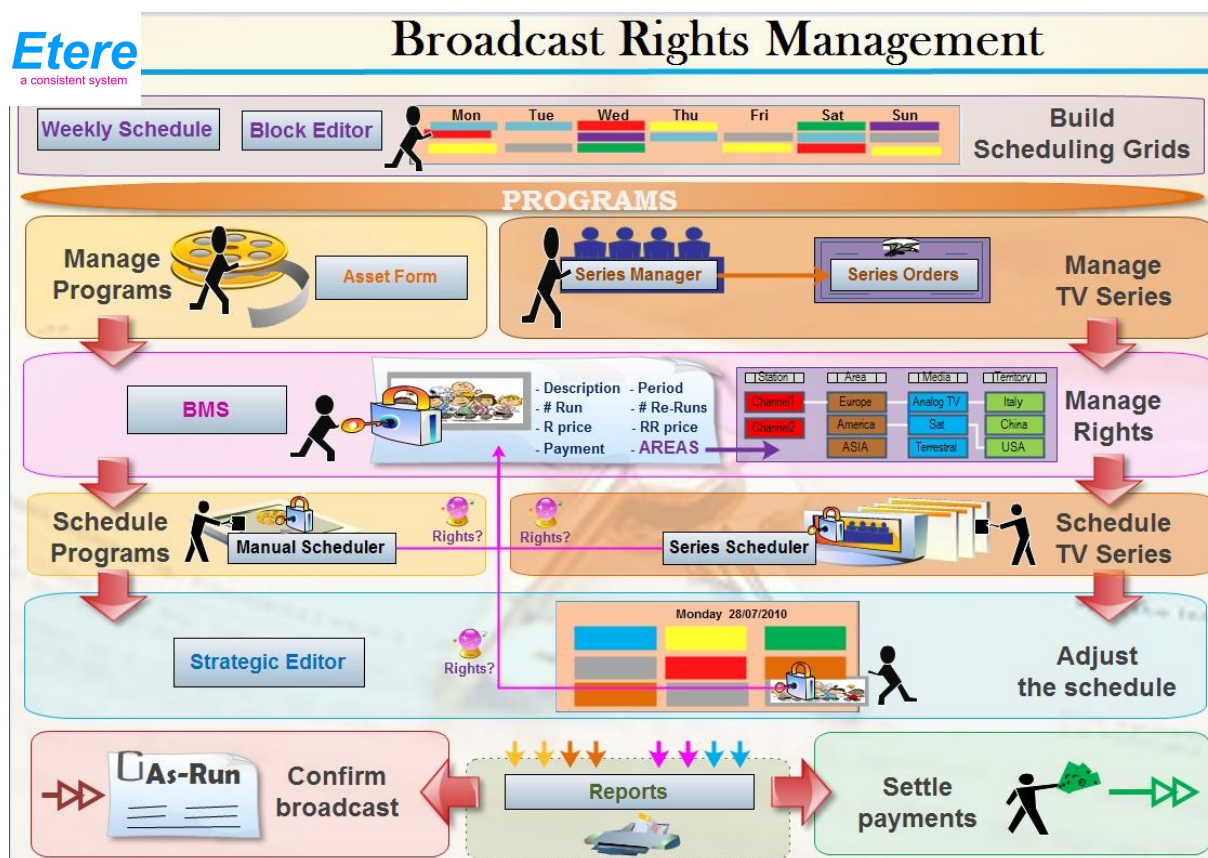 Etere
a consistent system
Broadcast Rights Management
Weekly Schedule
Block Editor
Mon Tue Wed Thu Fri Sat Sun
Build
Scheduling Grids
PROGRAMS
Manage
Programs
Asset Form
Series Manager
Series Orders
Manage
TV Series
BMS
- Description - Period
- # Run - # Re-Runs
- R price - RR price
- Payment - AREAS
Station Area Media Territory
Channel1 Europe Analog TV Italy
Channel2 America Sat China
ASIA Terrestral USA
Manage
Rights
Schedule
Programs
Manual Scheduler
Rights?
Rights?
Series Scheduler
Schedule
TV Series
Strategic Editor
Rights?
Monday 28/07/2010
Adjust
the schedule
As-Run
Confirm
broadcast
Reports
Settle
payments